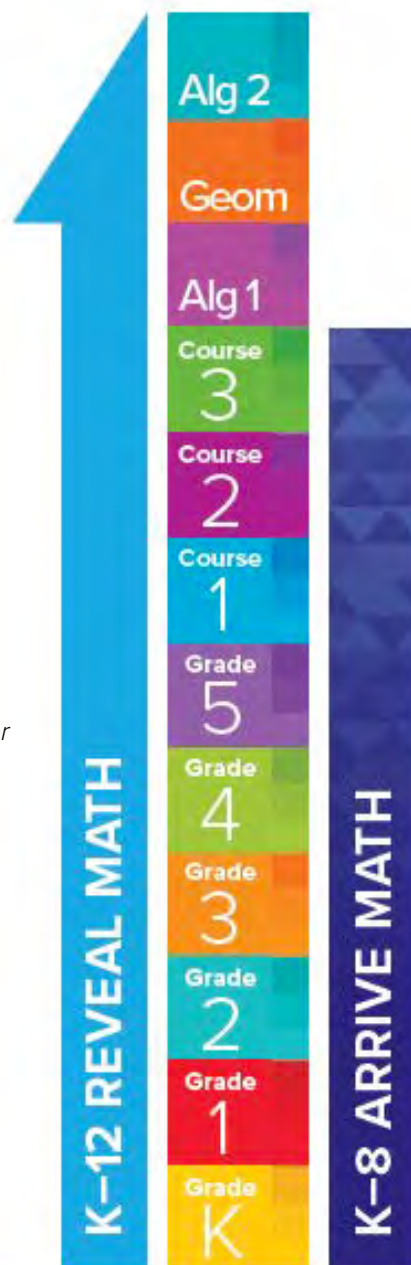 Alg 2
Geom
Alg 1
Course
3
Course
2
Course
1
Grade
5
Grade
4
Grade
3
Grade
2
Grade
1
Grade
K
K–12 REVEAL MATH
K–8 ARRIVE MATH